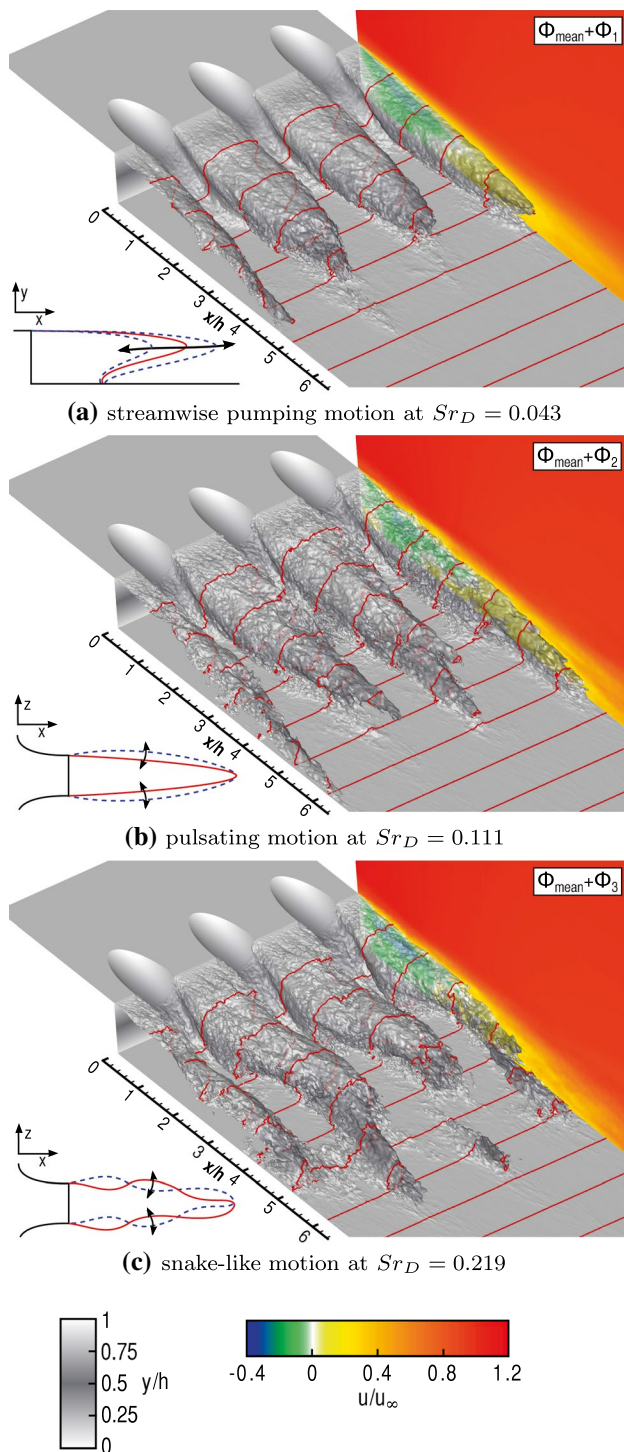 Φmean+Φ1
0 1 2 3 4 5 6
x/h
y
x
(a) streamwise pumping motion at SrD = 0.043
Φmean+Φ2
0 1 2 3 4 5 6
x/h
z
x
(b) pulsating motion at SrD = 0.111
Φmean+Φ3
0 1 2 3 4 5 6
x/h
z
x
(c) snake-like motion at SrD = 0.219
1
0.75
0.5
0.25
0
y/h
-0.4 0 0.4 0.8 1.2
u/u∞